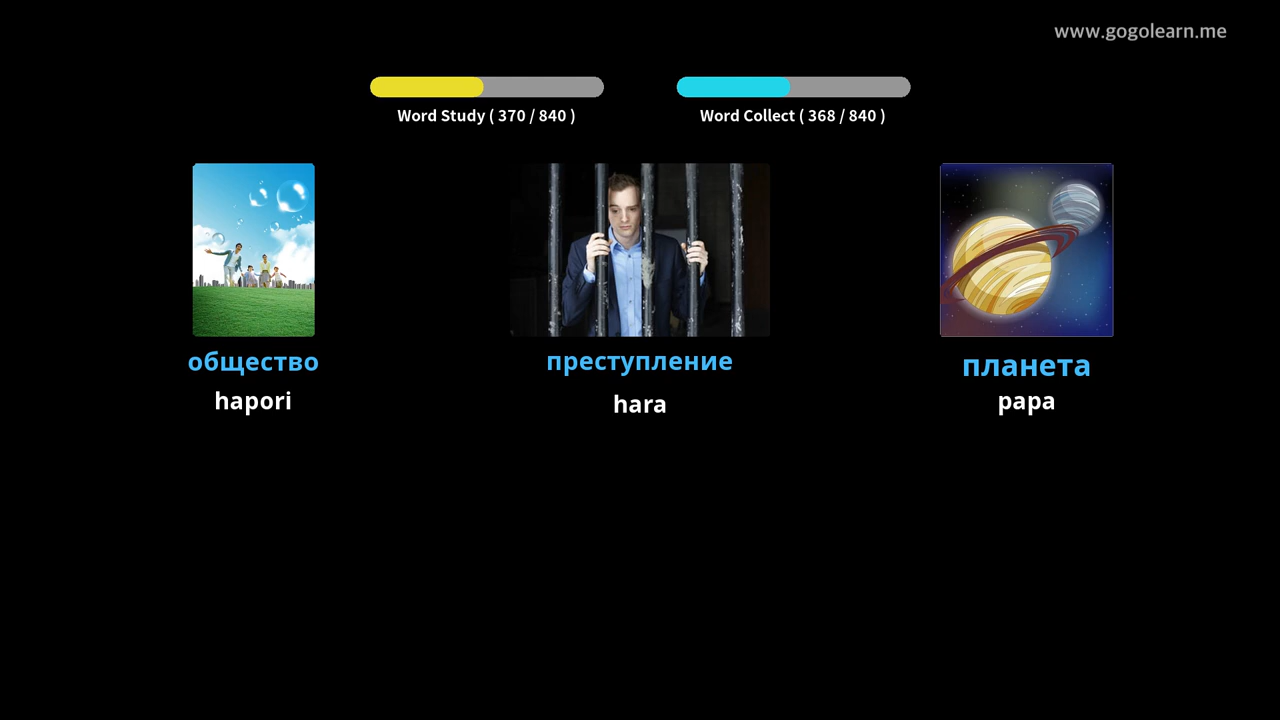 www.gogolearn.me
Word Study ( 370 / 840 )
Word Collect ( 368 / 840 )
общество
hapori
преступление
hara
планета
papa